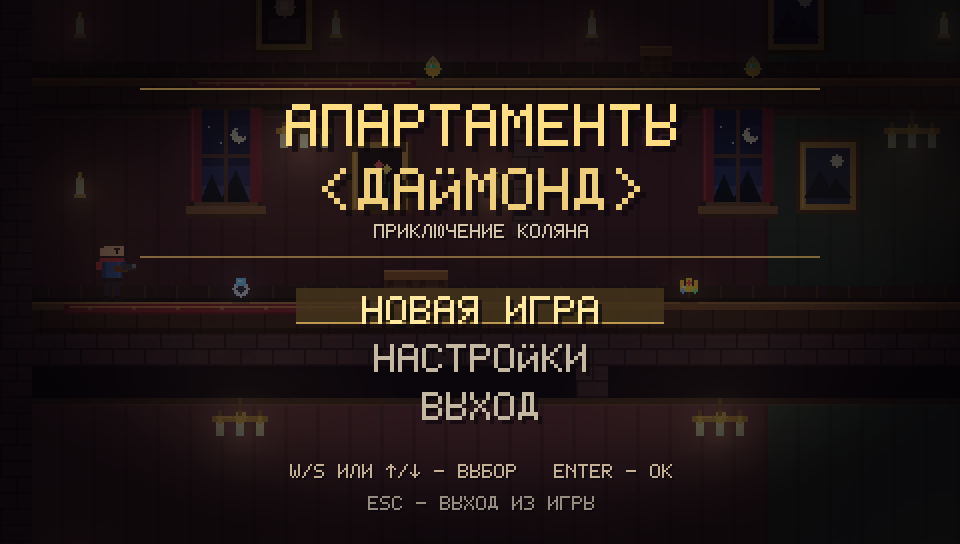 АПАРТАМЕНТЫ
<ДАЙМОНД>
ПРИКЛЮЧЕНИЕ КОЛЯНА
НОВАЯ ИГРА
НАСТРОЙКИ
ВЫХОД
W/S ИЛИ ↑/↓ - ВЫБОР ENTER - OK
ESC - ВЫХОД ИЗ ИГРЫ